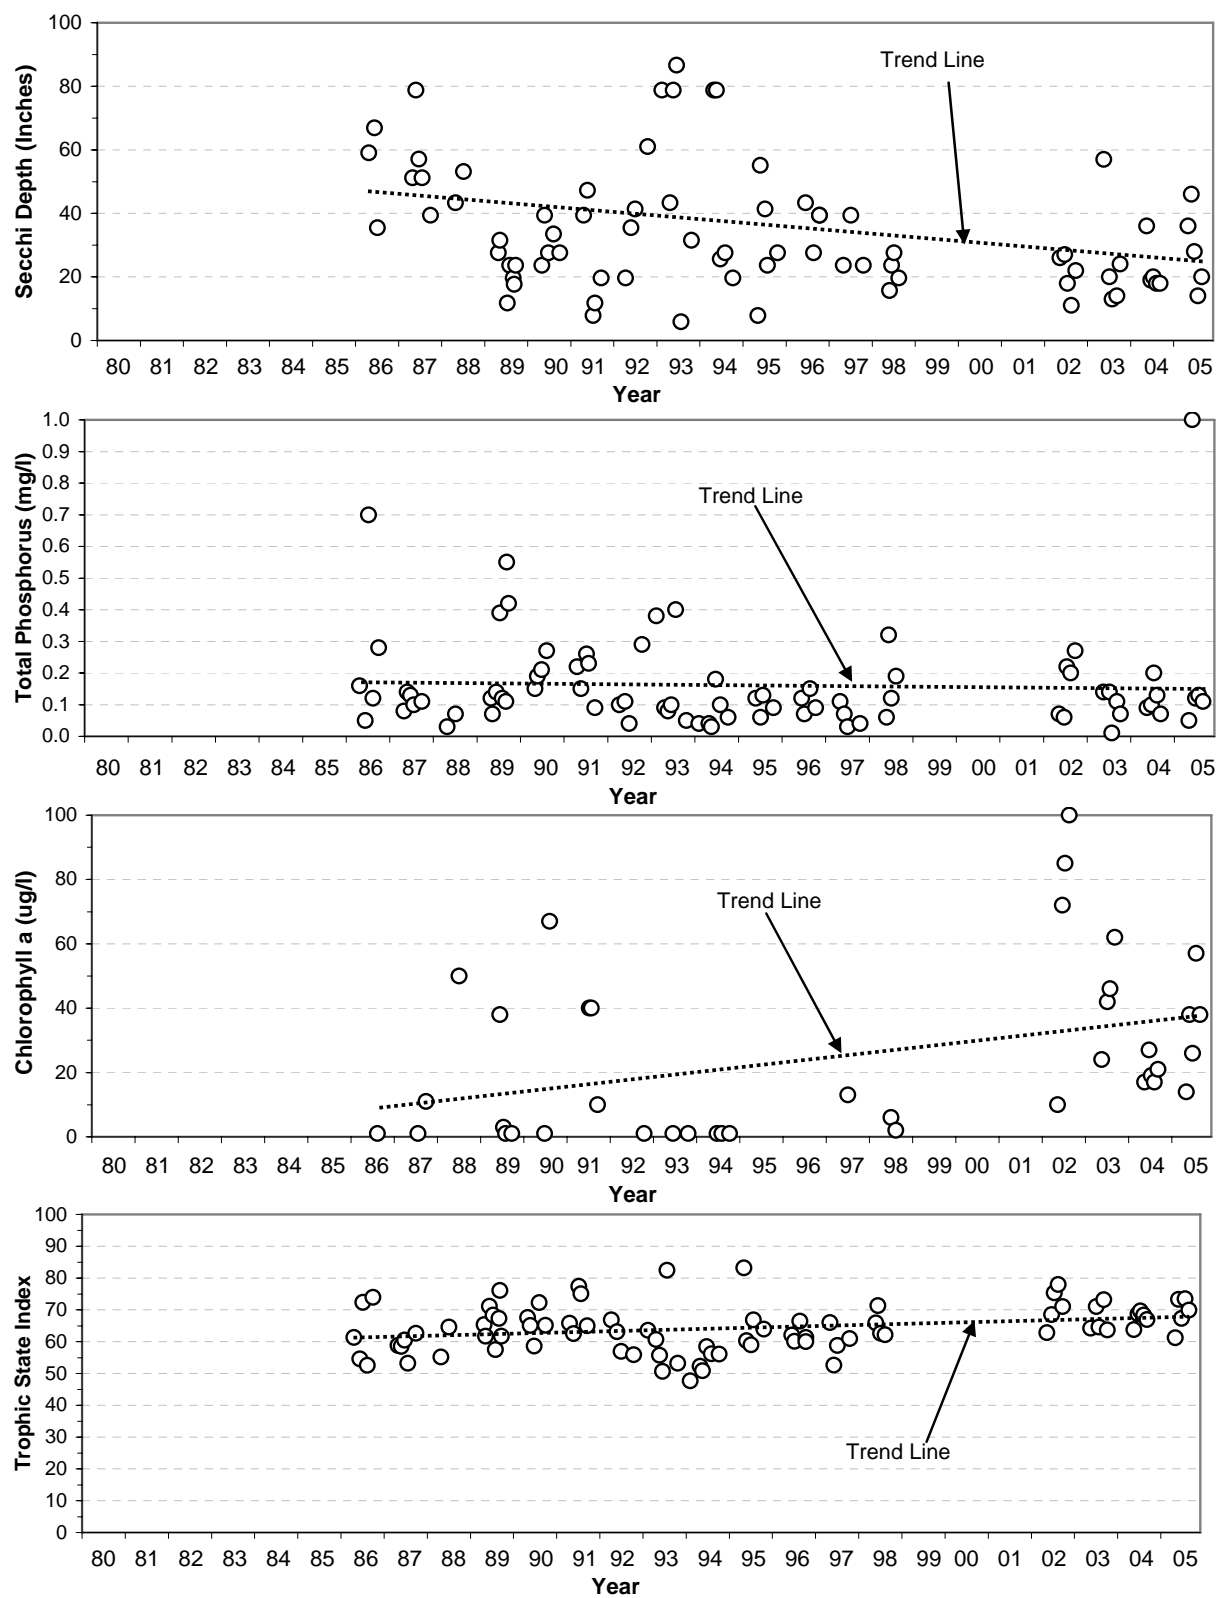 Secchi Depth (Inches)
100
80
60
40
20
0
Trend Line
80 81 82 83 84 85 86 87 88 89 90 91 92 93 94 95 96 97 98 99 00 01 02 03 04 05
Year
Total Phosphorus (mg/l)
1.0
0.9
0.8
0.7
0.6
0.5
0.4
0.3
0.2
0.1
0.0
Trend Line
80 81 82 83 84 85 86 87 88 89 90 91 92 93 94 95 96 97 98 99 00 01 02 03 04 05
Year
Chlorophyll a (ug/l)
100
80
60
40
20
0
Trend Line
80 81 82 83 84 85 86 87 88 89 90 91 92 93 94 95 96 97 98 99 00 01 02 03 04 05
Year
Trophic State Index
100
90
80
70
60
50
40
30
20
10
0
Trend Line
80 81 82 83 84 85 86 87 88 89 90 91 92 93 94 95 96 97 98 99 00 01 02 03 04 05
Year